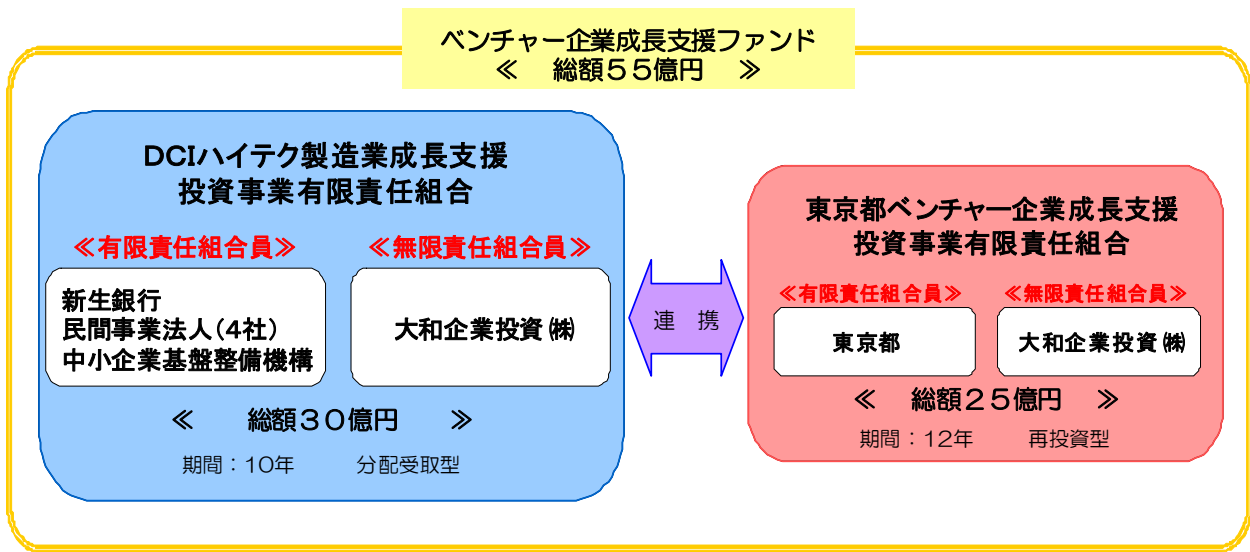 ベンチャー企業成長支援ファンド
≪　総額５５億円　≫
DCIハイテク製造業成長支援
投資事業有限責任組合
≪有限責任組合員≫
≪無限責任組合員≫
新生銀行
民間事業法人（４社）
中小企業基盤整備機構
大和企業投資㈱
≪　総額３０億円　≫
期間：10年　分配受取型
連　携
東京都ベンチャー企業成長支援
投資事業有限責任組合
≪有限責任組合員≫
≪無限責任組合員≫
東京都
大和企業投資㈱
≪　総額２５億円　≫
期間：12年　再投資型